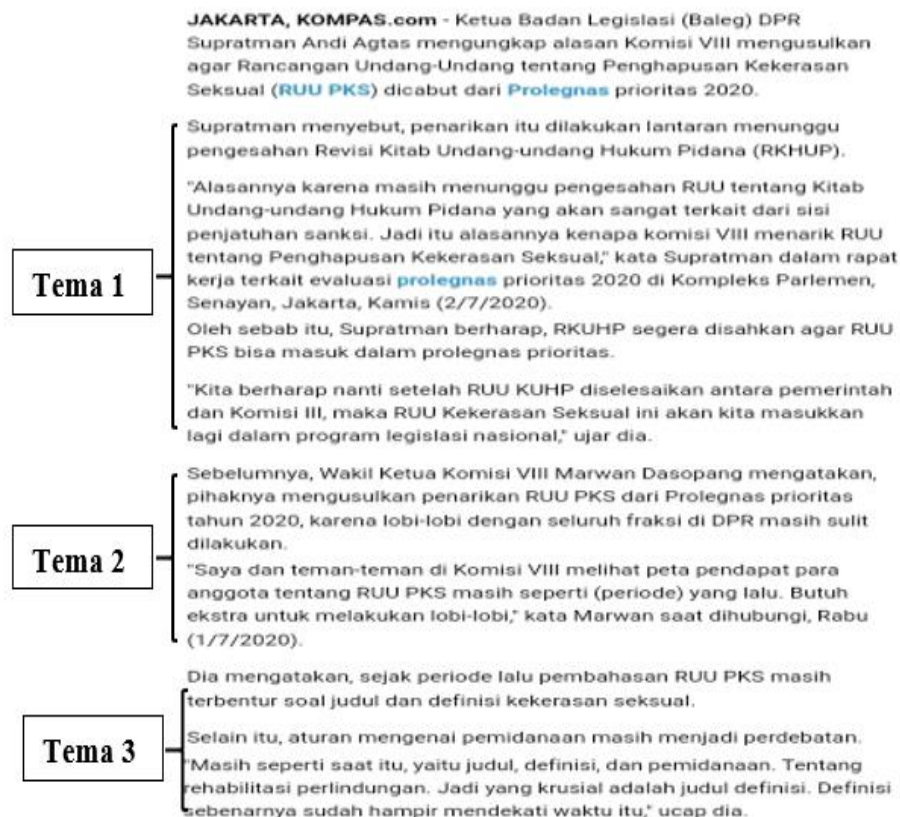 JAKARTA, KOMPAS.com - Ketua Badan Legislasi (Baleg) DPR
Supratman Andi Agtas mengungkap alasan Komisi VIII mengusulkan
agar Rancangan Undang-Undang tentang Penghapusan Kekerasan
Seksual (RUU PKS) dicabut dari Prolegnas prioritas 2020.
Supratman menyebut, penarikan itu dilakukan lantaran menunggu
pengesahan Revisi Kitab Undang-undang Hukum Pidana (RKHUP).
"Alasannya karena masih menunggu pengesahan RUU tentang Kitab
Undang-undang Hukum Pidana yang akan sangat terkait dari sisi
penjatuhan sanksi. Jadi itu alasannya kenapa komisi VIII menarik RUU
tentang Penghapusan Kekerasan Seksual," kata Supratman dalam rapat
kerja terkait evaluasi prolegnas prioritas 2020 di Kompleks Parlemen,
Senayan, Jakarta, Kamis (2/7/2020).
Oleh sebab itu, Supratman berharap, RKUHP segera disahkan agar RUU
PKS bisa masuk dalam prolegnas prioritas.
"Kita berharap nanti setelah RUU KUHP diselesaikan antara pemerintah
dan Komisi III, maka RUU Kekerasan Seksual ini akan kita masukkan
lagi dalam program legislasi nasional," ujar dia.
Tema 1
Sebelumnya, Wakil Ketua Komisi VIII Marwan Dasopang mengatakan,
pihaknya mengusulkan penarikan RUU PKS dari Prolegnas prioritas
tahun 2020, karena lobi-lobi dengan seluruh fraksi di DPR masih sulit
dilakukan.
"Saya dan teman-teman di Komisi VIII melihat peta pendapat para
anggota tentang RUU PKS masih seperti (periode) yang lalu. Butuh
ekstra untuk melakukan lobi-lobi," kata Marwan saat dihubungi, Rabu
(1/7/2020).
Tema 2
Dia mengatakan, sejak periode lalu pembahasan RUU PKS masih
terbentur soal judul dan definisi kekerasan seksual.
Selain itu, aturan mengenai pemidanaan masih menjadi perdebatan.
"Masih seperti saat itu, yaitu judul, definisi, dan pemidanaan. Tentang
rehabilitasi perlindungan. Jadi yang krusial adalah judul definisi. Definisi
sebenarnya sudah hampir mendekati waktu itu," ucap dia.
Tema 3